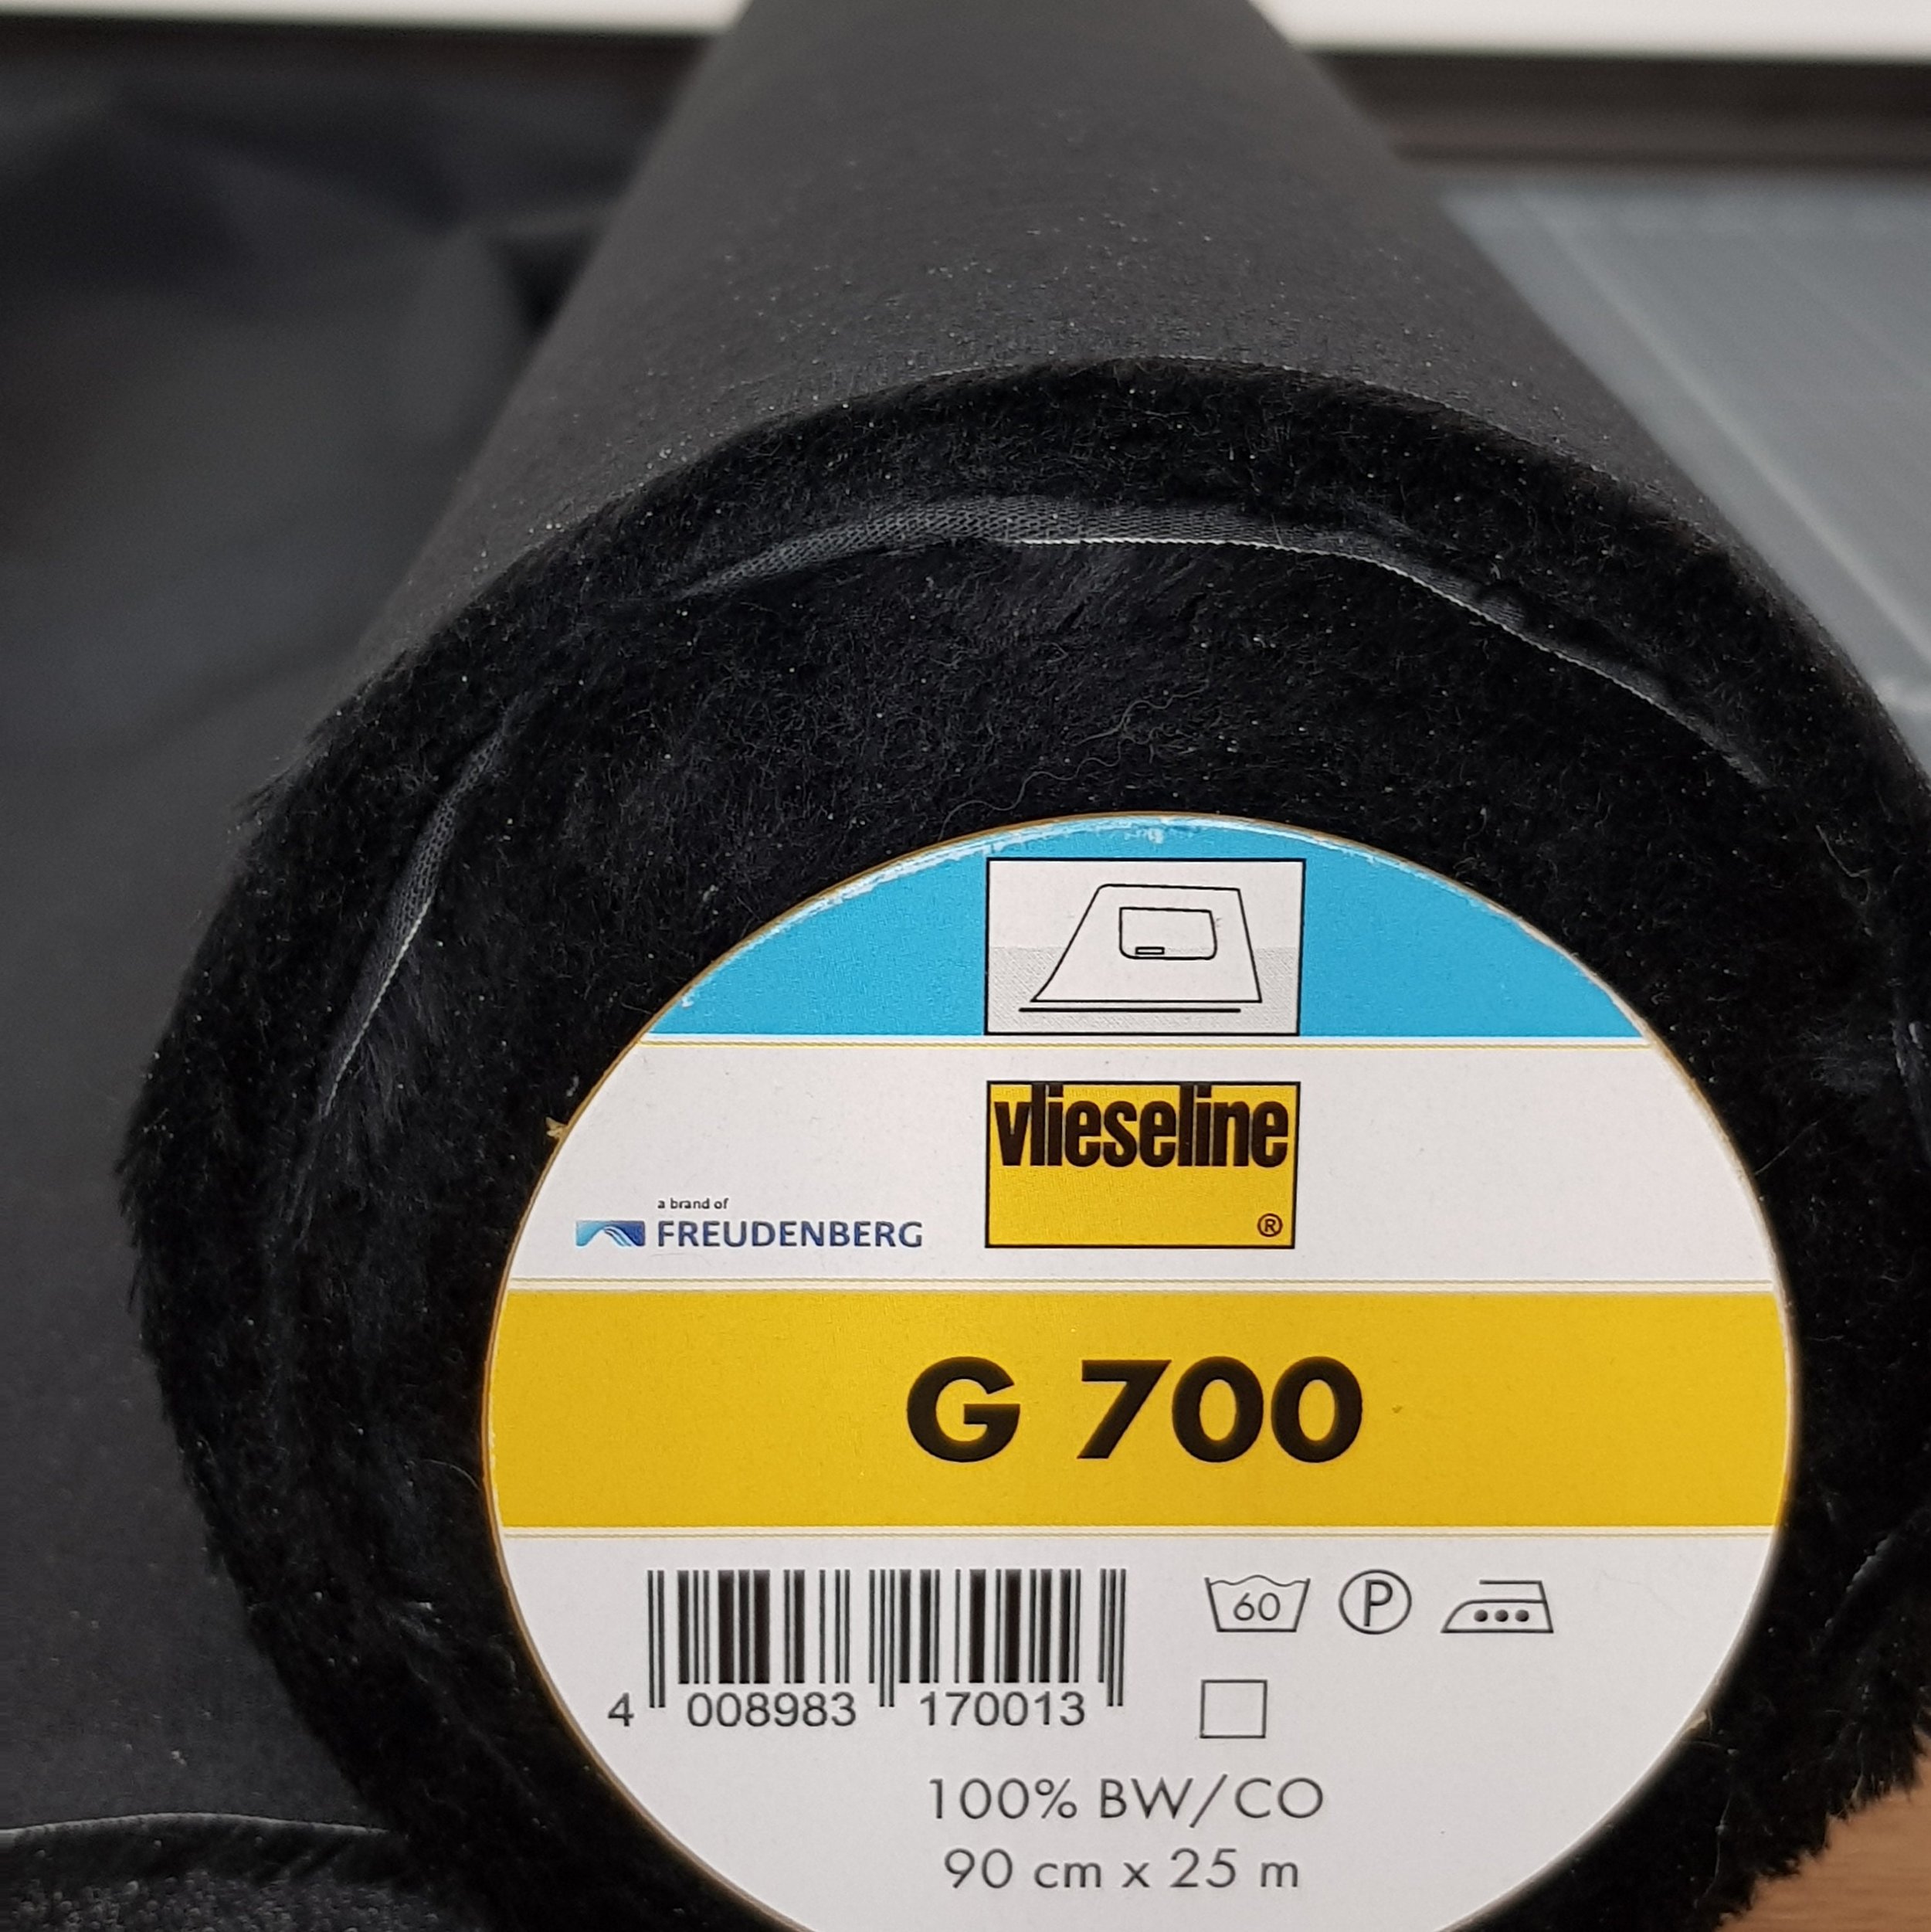 vlieseline
®
a brand of
FREUDENBERG
G 700
60 P
4 008983 170013
100% BW/CO
90 cm x 25 m